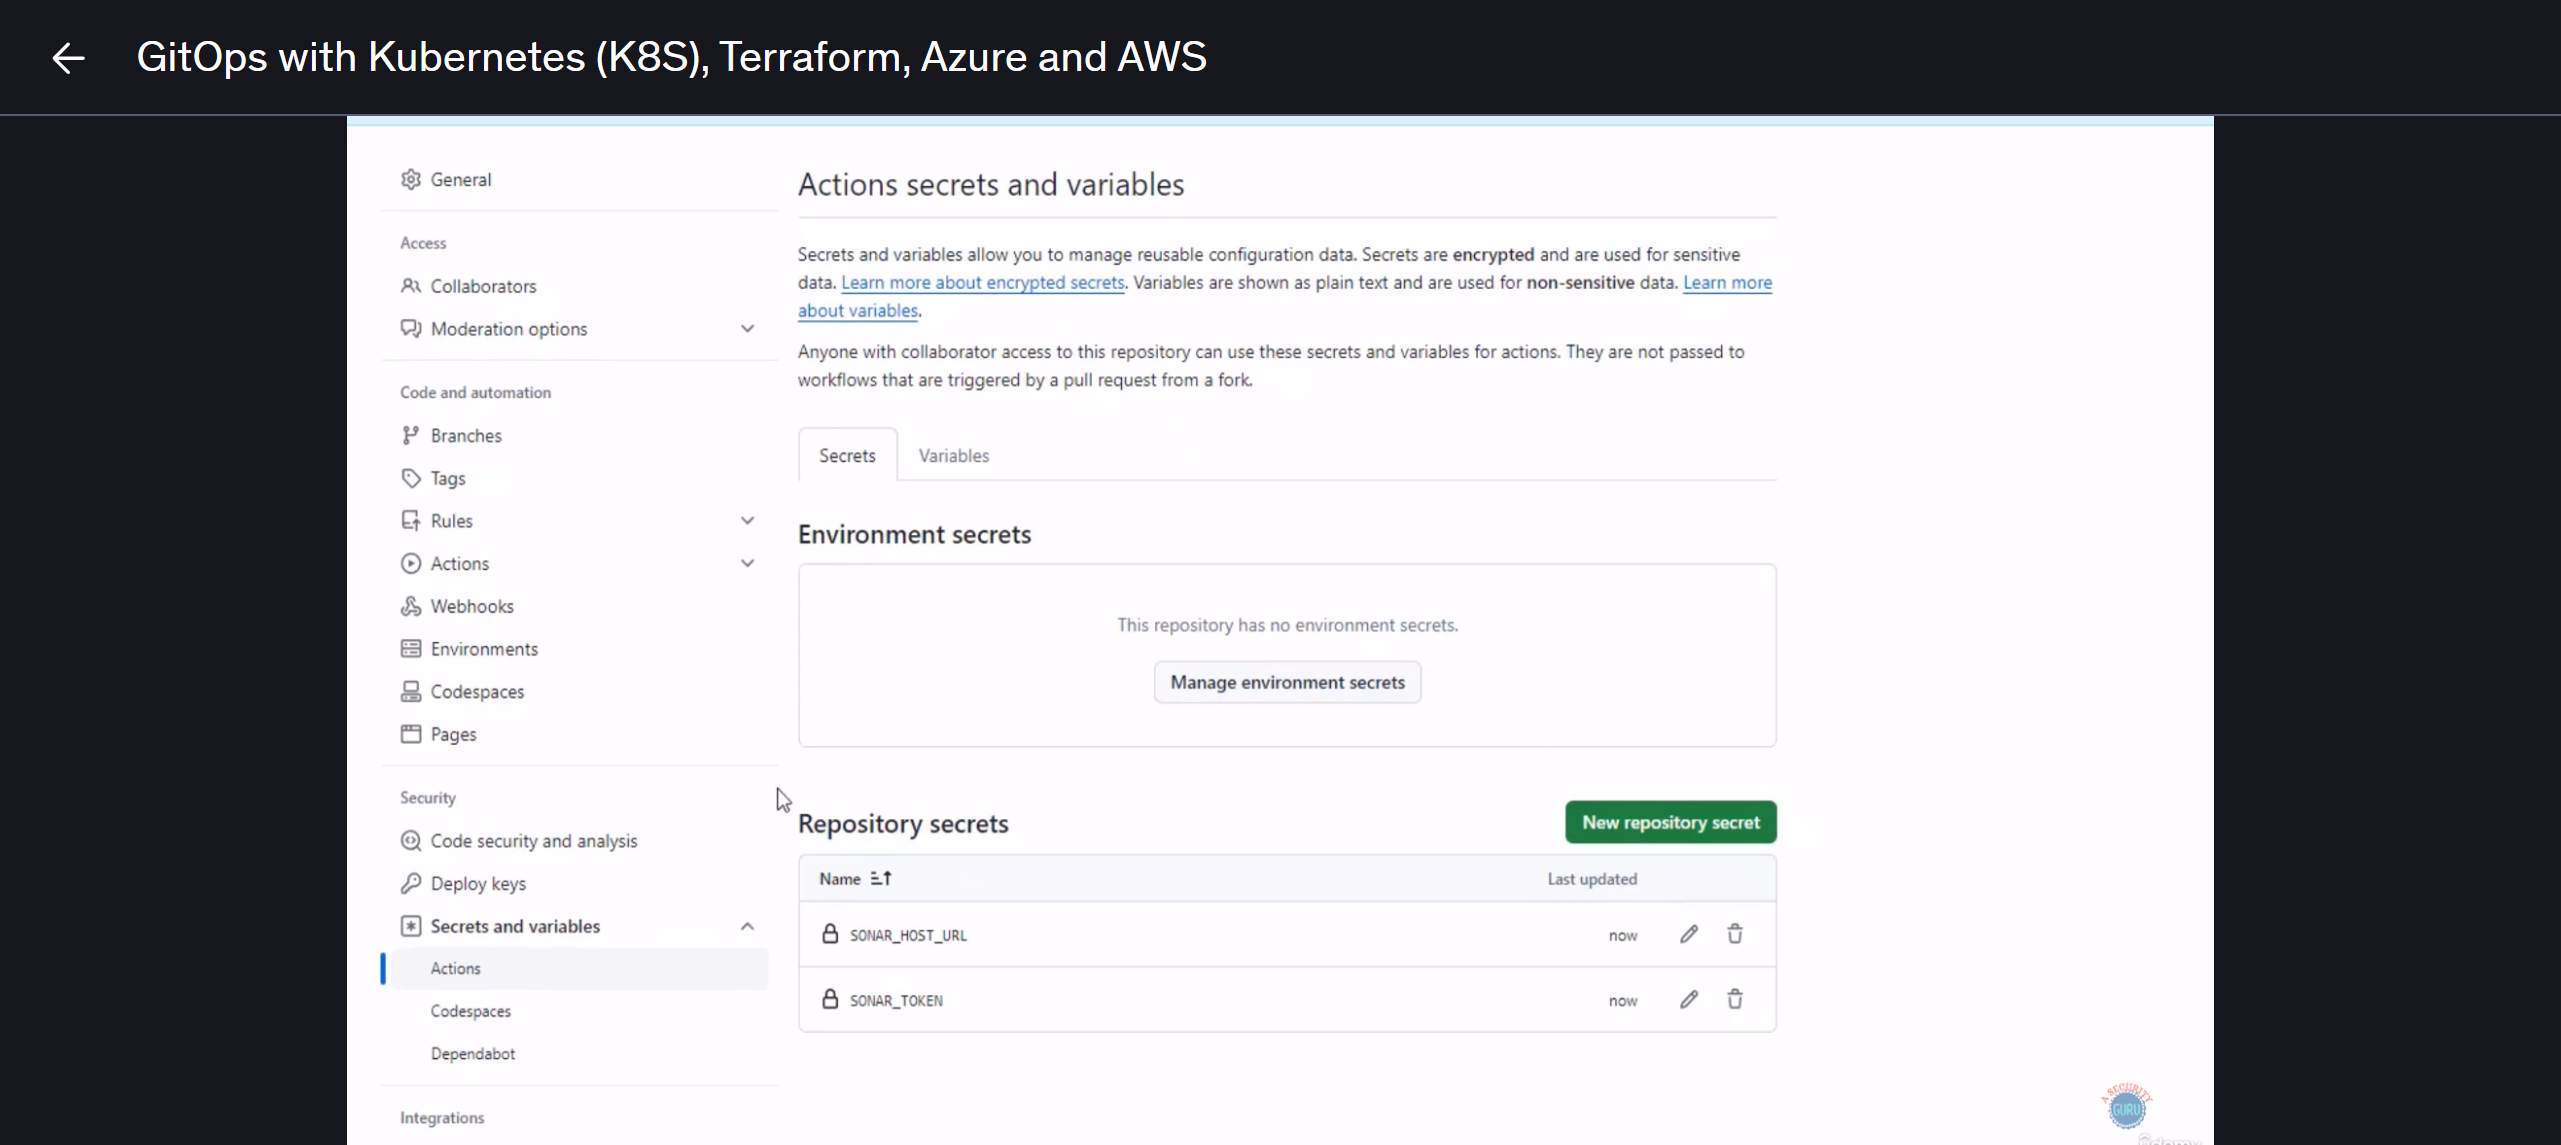 GitOps with Kubernetes (K8S), Terraform, Azure and AWS
General
Access
Collaborators
Moderation options
Code and automation
Branches
Tags
Rules
Actions
Webhooks
Environments
Codespaces
Pages
Security
Code security and analysis
Deploy keys
Secrets and variables
Actions
Codespaces
Dependabot
Integrations
Actions secrets and variables
Secrets and variables allow you to manage reusable configuration data. Secrets are encrypted and are used for sensitive
data. Learn more about encrypted secrets. Variables are shown as plain text and are used for non-sensitive data. Learn more
about variables.
Anyone with collaborator access to this repository can use these secrets and variables for actions. They are not passed to
workflows that are triggered by a pull request from a fork.
Secrets Variables
Environment secrets
This repository has no environment secrets.
Manage environment secrets
Repository secrets
New repository secret
Name Last updated
SONAR_HOST_URL now
SONAR_TOKEN now
A SECURITY
GURU